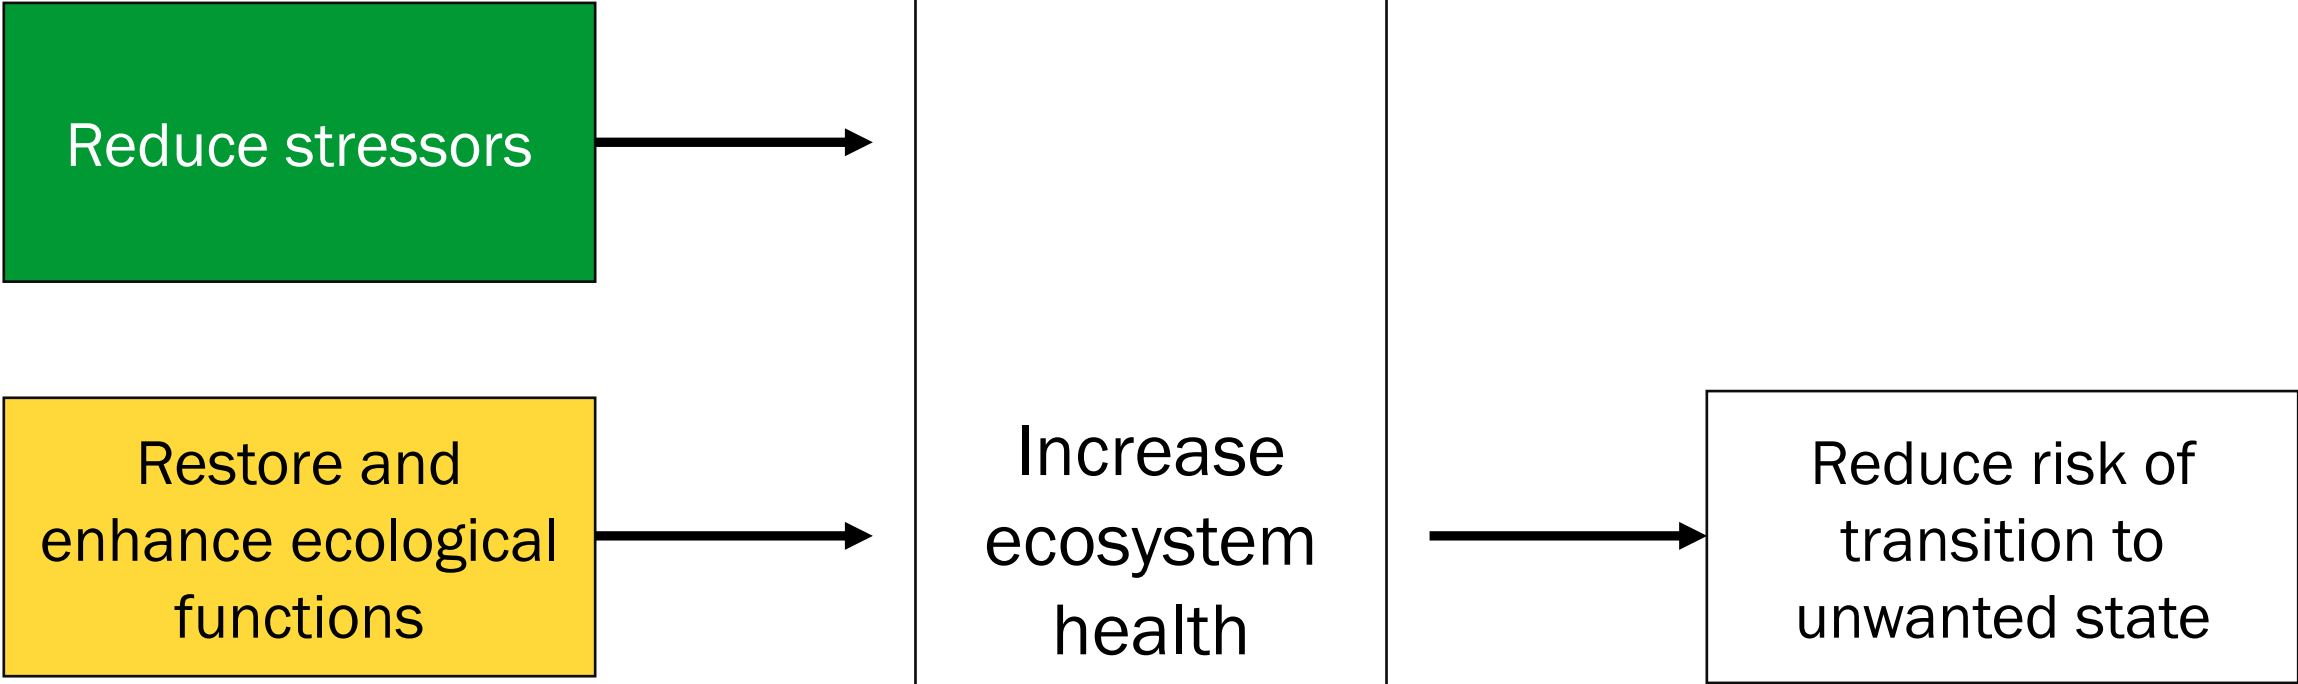 Reduce stressors
Restore and
enhance ecological
functions
Increase
ecosystem
health
Reduce risk of
transition to
unwanted state